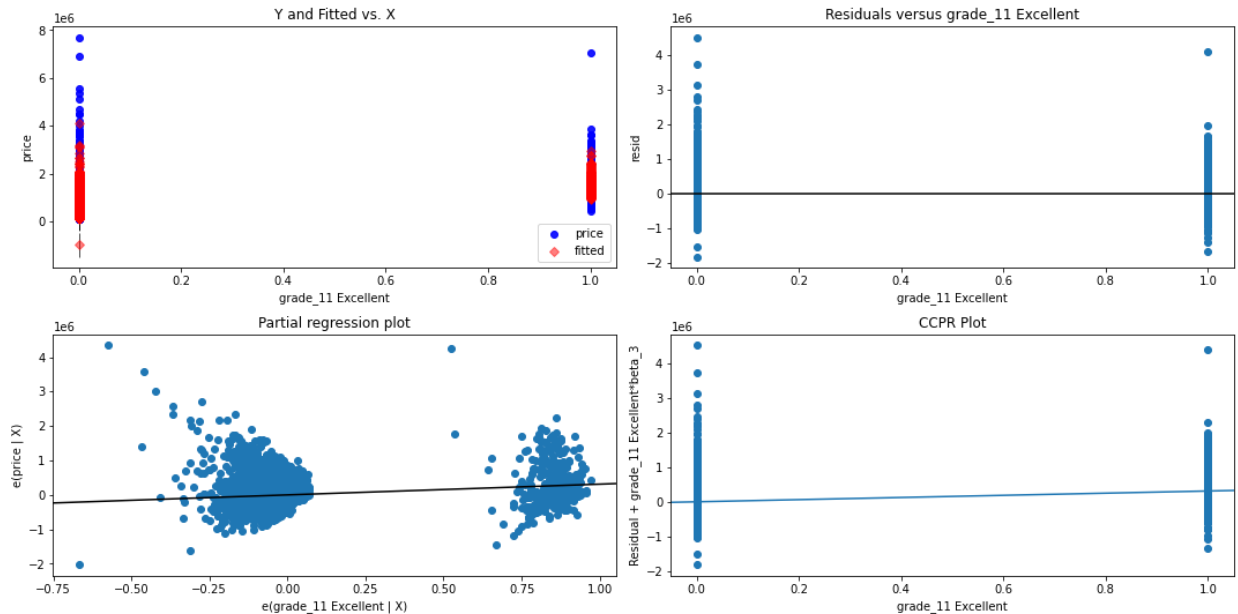 Y and Fitted vs. X
1e6
8
6
4
2
0
price
0.0 0.2 0.4 0.6 0.8 1.0
grade_11 Excellent
price
fitted
Residuals versus grade_11 Excellent
1e6
4
3
2
1
0
−1
−2
resid
0.0 0.2 0.4 0.6 0.8 1.0
grade_11 Excellent
Partial regression plot
1e6
4
3
2
1
0
−1
−2
e(price | X)
−0.75 −0.50 −0.25 0.00 0.25 0.50 0.75 1.00
e(grade_11 Excellent | X)
CCPR Plot
1e6
4
3
2
1
0
−1
−2
Residual + grade_11 Excellent*beta_3
0.0 0.2 0.4 0.6 0.8 1.0
grade_11 Excellent